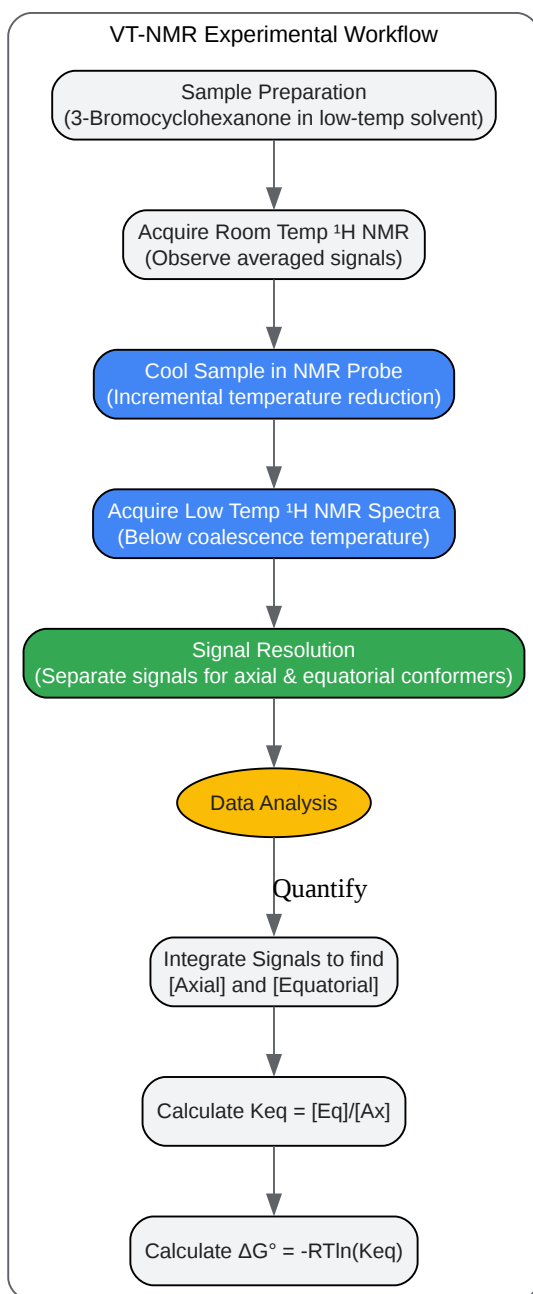 VT-NMR Experimental Workflow
Sample Preparation
(3-Bromocyclohexanone in low-temp solvent)
Acquire Room Temp ¹H NMR
(Observe averaged signals)
Cool Sample in NMR Probe
(Incremental temperature reduction)
Acquire Low Temp ¹H NMR Spectra
(Below coalescence temperature)
Signal Resolution
(Separate signals for axial & equatorial conformers)
Data Analysis
Quantify
Integrate Signals to find
[Axial] and [Equatorial]
Calculate Keq = [Eq]/[Ax]
Calculate ΔG° = -RTln(Keq)